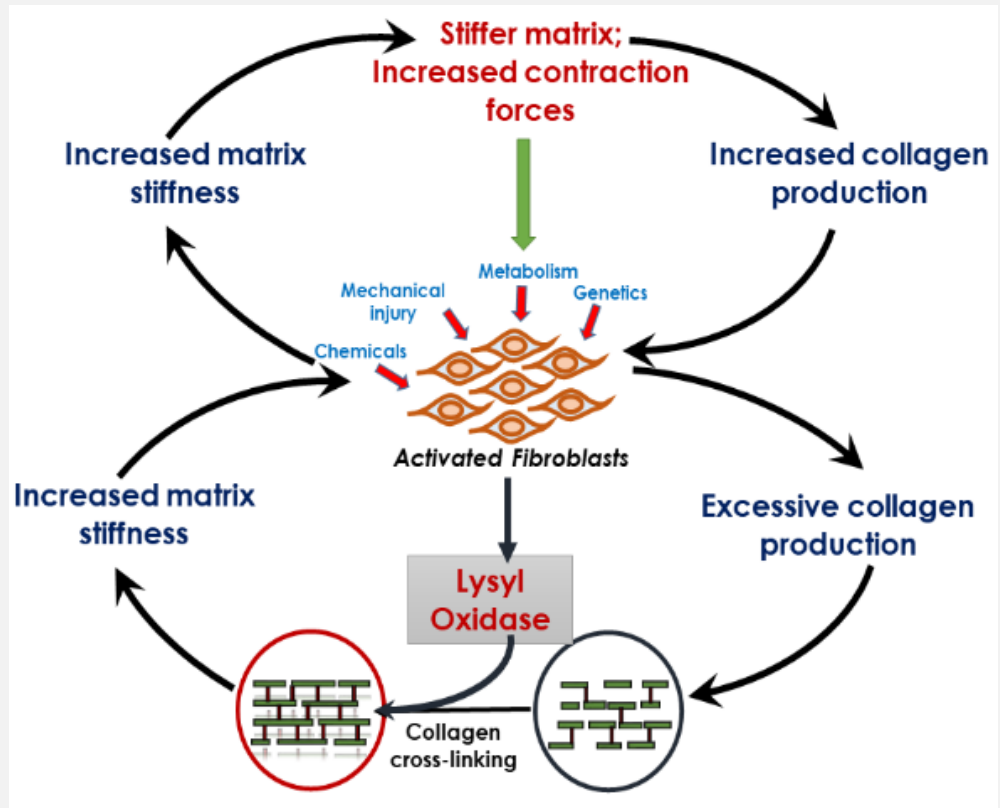 Stiffer matrix;
Increased contraction
forces
Increased matrix
stiffness
Increased collagen
production
Metabolism
Mechanical
injury
Genetics
Chemicals
Activated Fibroblasts
Increased matrix
stiffness
Excessive collagen
production
Lysyl
Oxidase
Collagen
cross-linking